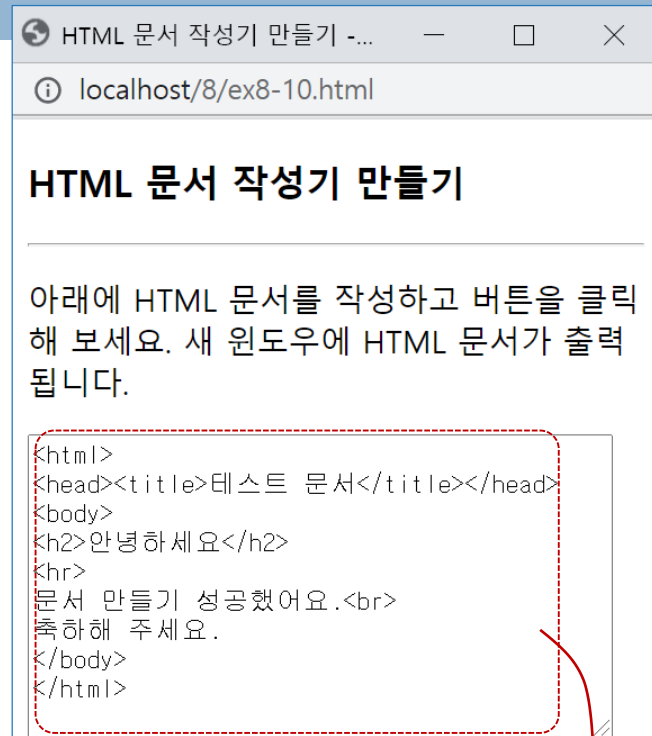 HTML 문서 작성기 만들기 -...
localhost/8/ex8-10.html
HTML 문서 작성기 만들기
아래에 HTML 문서를 작성하고 버튼을 클릭
해 보세요. 새 윈도우에 HTML 문서가 출력
됩니다.
<html>
<head><title>테스트 문서</title></head>
<body>
<h2>안녕하세요</h2>
<hr>
문서 만들기 성공했어요.<br>
축하해 주세요.
</body>
</html>